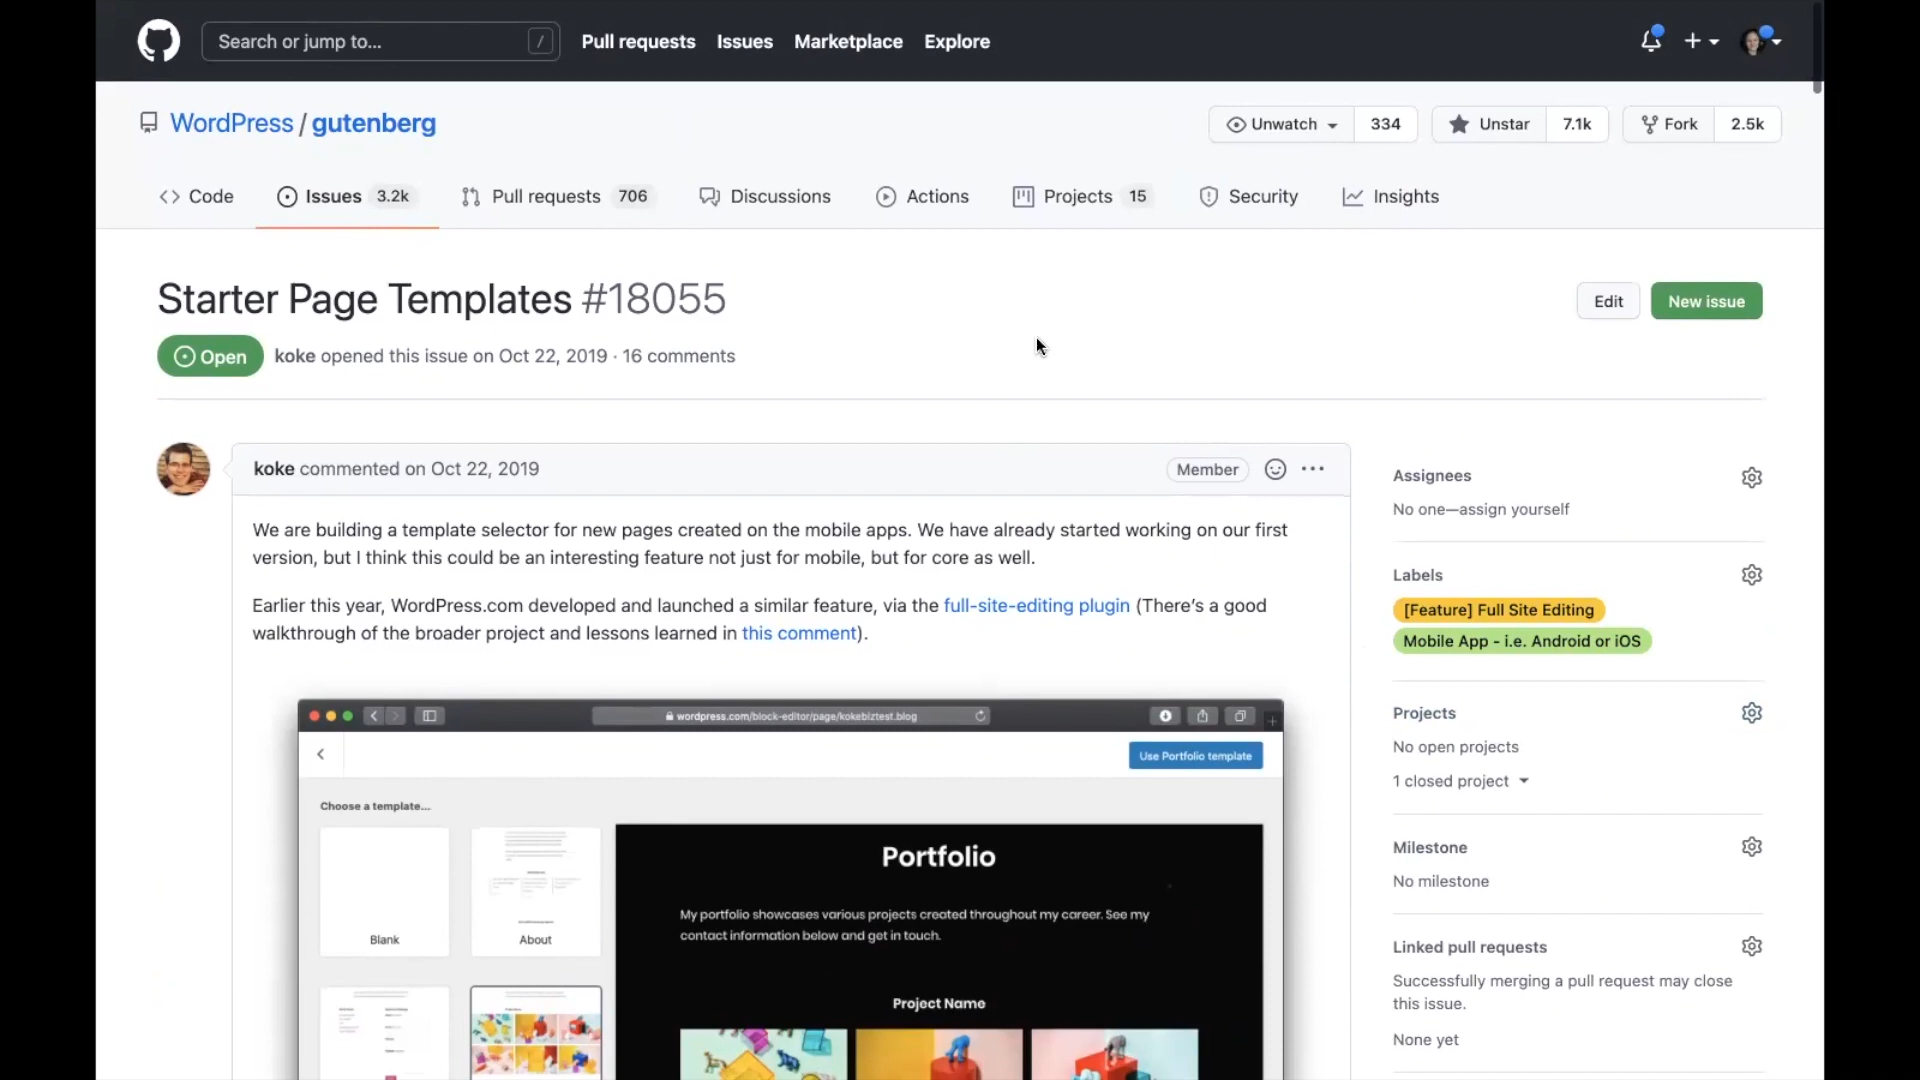 Search or jump to... /
Pull requests Issues Marketplace Explore
WordPress / gutenberg
Unwatch 334 Unstar 7.1k Fork 2.5k
Code Issues 3.2k Pull requests 706 Discussions Actions Projects 15 Security Insights
Starter Page Templates #18055
Edit New issue
Open koke opened this issue on Oct 22, 2019 · 16 comments
koke commented on Oct 22, 2019 Member
We are building a template selector for new pages created on the mobile apps. We have already started working on our first
version, but I think this could be an interesting feature not just for mobile, but for core as well.
Earlier this year, WordPress.com developed and launched a similar feature, via the full-site-editing plugin (There's a good
walkthrough of the broader project and lessons learned in this comment).
wordpress.com/block-editor/page/kokebiztest.blog
Use Portfolio template
Choose a template...
Blank
About
Portfolio
My portfolio showcases various projects created throughout my career. See my
contact information below and get in touch.
Project Name
Assignees
No one—assign yourself
Labels
[Feature] Full Site Editing
Mobile App - i.e. Android or iOS
Projects
No open projects
1 closed project
Milestone
No milestone
Linked pull requests
Successfully merging a pull request may close
this issue.
None yet